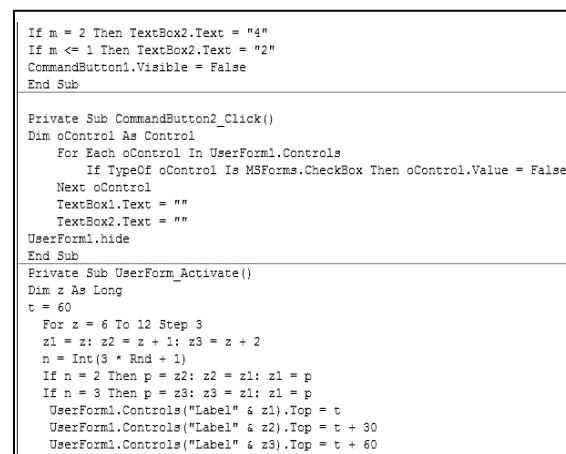 If m = 2 Then TextBox2.Text = "4"
If m <= 1 Then TextBox2.Text = "2"
CommandButton1.Visible = False
End Sub
Private Sub CommandButton2_Click()
Dim oControl As Control
For Each oControl In UserForm1.Controls
If TypeOf oControl Is MSForms.CheckBox Then oControl.Value = False
Next oControl
TextBox1.Text = ""
TextBox2.Text = ""
UserForm1.hide
End Sub
Private Sub UserForm_Activate()
Dim z As Long
t = 60
For z = 6 To 12 Step 3
z1 = z: z2 = z + 1: z3 = z + 2
n = Int(3 * Rnd + 1)
If n = 2 Then p = z2: z2 = z1: z1 = p
If n = 3 Then p = z3: z3 = z1: z1 = p
UserForm1.Controls("Label" & z1).Top = t
UserForm1.Controls("Label" & z2).Top = t + 30
UserForm1.Controls("Label" & z3).Top = t + 60